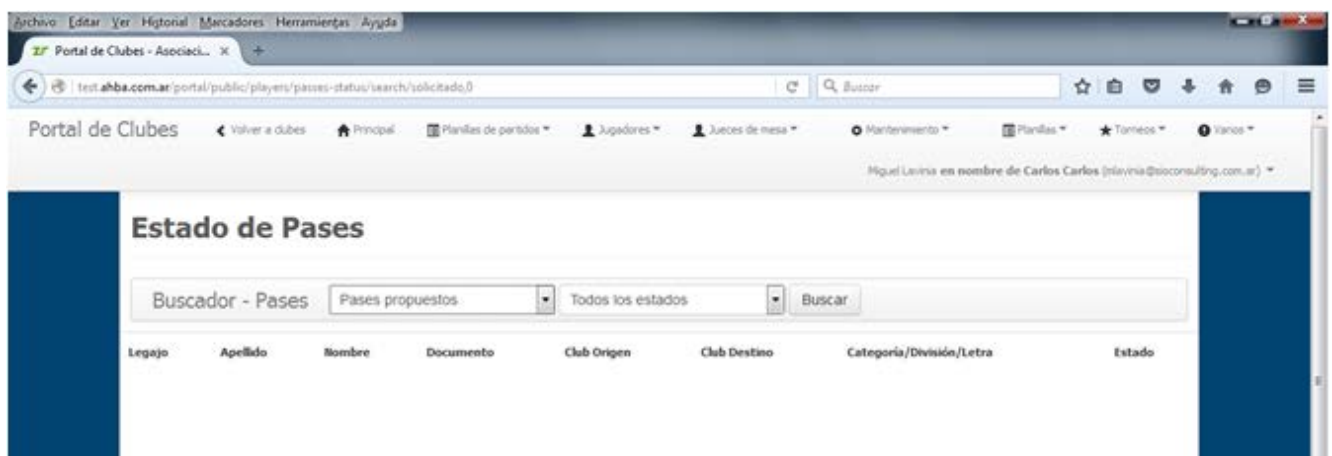 Archivo Editar Ver Historial Marcadores Herramientas Ayuda
Portal de Clubes - Asociaci... × +
test.ahba.com.ar/portal/public/players/passes-status/search/solicitado,0 Buscar
Portal de Clubes Volver a clubes Principal Planillas de partidos Jugadores Jueces de mesa Mantenimiento Planillas Torneos Varios
Miguel Lavinia en nombre de Carlos Carlos (mlavinia@sioconsulting.com.ar)
Estado de Pases
Buscador - Pases Pases propuestos Todos los estados Buscar
Legajo Apellido Nombre Documento Club Origen Club Destino Categoría/División/Letra Estado